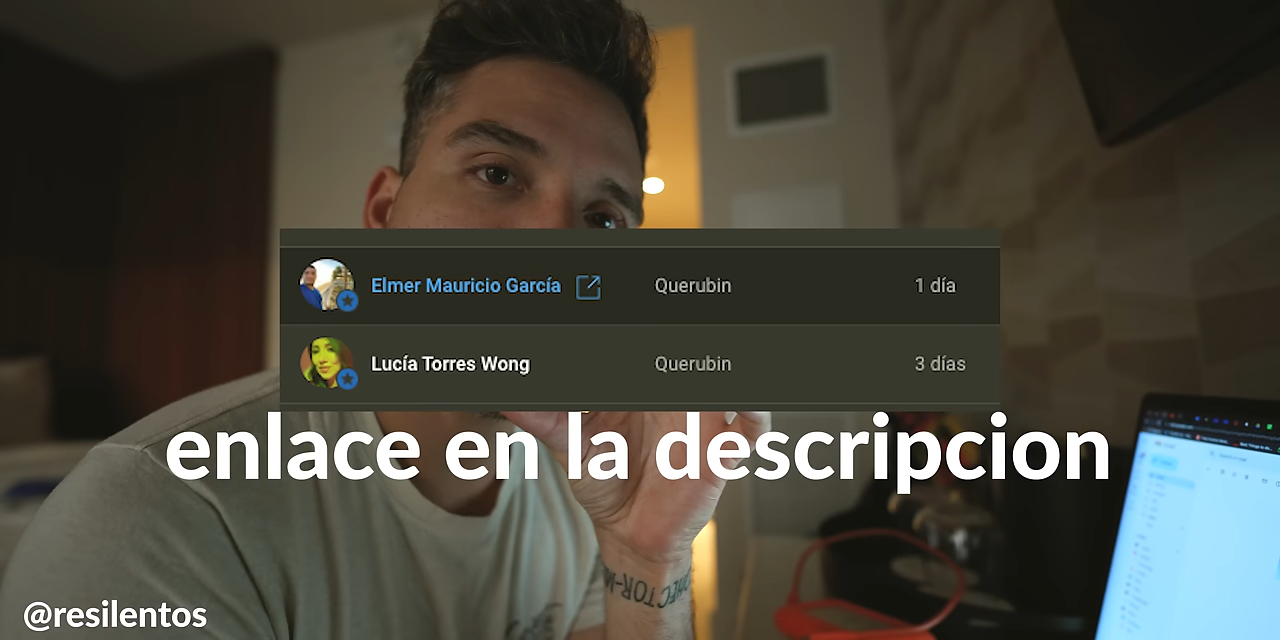 Elmer Mauricio García Querubin 1 día
Lucía Torres Wong Querubin 3 días
enlace en la descripcion
@resilentos